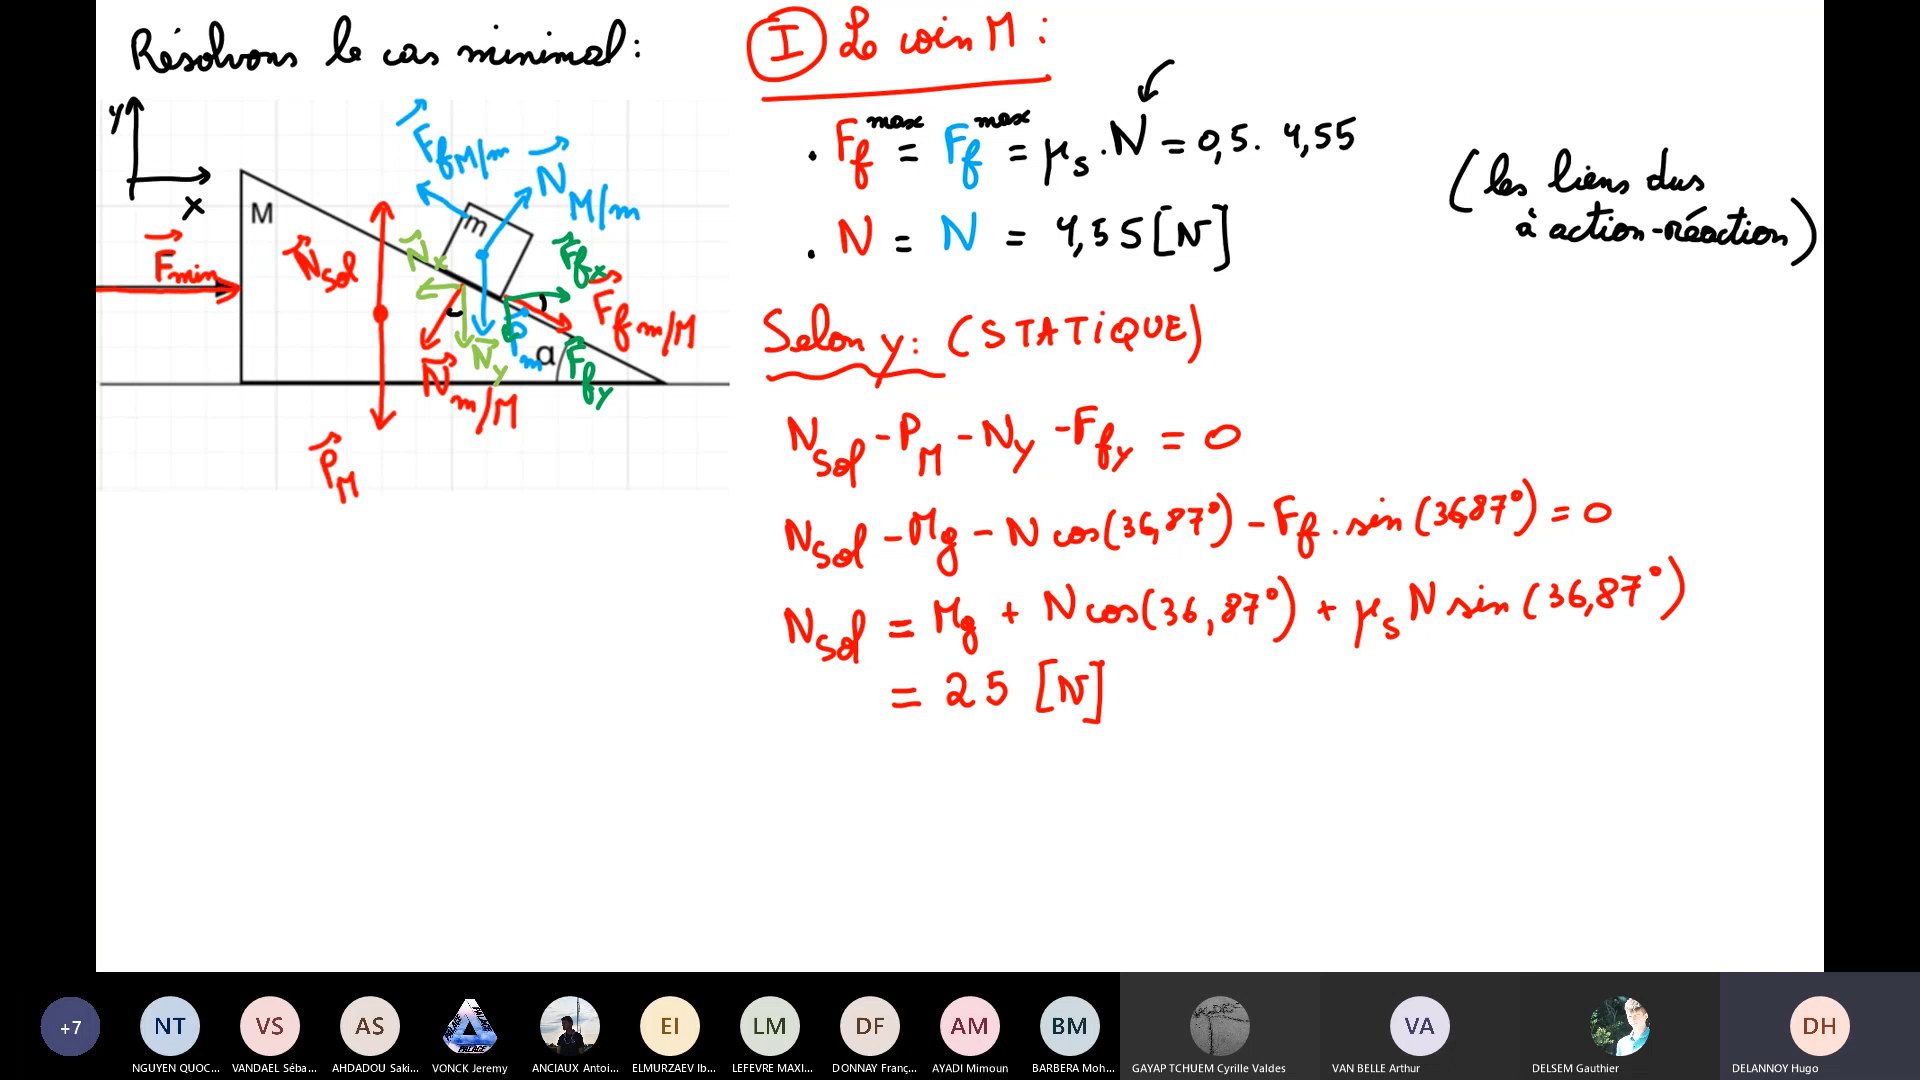 Résolvons le cas minimal:
y
x
M
m
F⃗fM/m
N⃗M/m
F⃗min
N⃗sol
N⃗x
F⃗fx
F⃗f m/M
P⃗m
N⃗y
α
F⃗fy
N⃗m/M
P⃗M
I Le coin M :
. Ff^max = Ff^max = μs . N = 0,5 . 4,55
. N = N = 4,55 [N]
(les liens dus
à action-réaction)
Selon y: (STATiQUE)
Nsol - PM - Ny - Ffy = 0
Nsol - Mg - N cos(36,87°) - Ff . sin(36,87°) = 0
Nsol = Mg + N cos(36,87°) + μs N sin(36,87°)
= 25 [N]
+7
NT
VS
AS
PALACE
EI
LM
DF
AM
BM
VA
DH
NGUYEN QUOC...
VANDAEL Séba...
AHDADOU Saki...
VONCK Jeremy
ANCIAUX Antoi...
ELMURZAEV Ib...
LEFEVRE MAXI...
DONNAY Franç...
AYADI Mimoun
BARBERA Moh...
GAYAP TCHUEM Cyrille Valdes
VAN BELLE Arthur
DELSEM Gauthier
DELANNOY Hugo